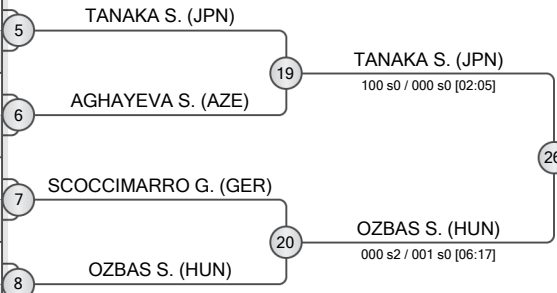 TANAKA S. (JPN)
5
19
TANAKA S. (JPN)
100 s0 / 000 s0 [02:05]
AGHAYEVA S. (AZE)
6
26
SCOCCIMARRO G. (GER)
7
20
OZBAS S. (HUN)
000 s2 / 001 s0 [06:17]
OZBAS S. (HUN)
8